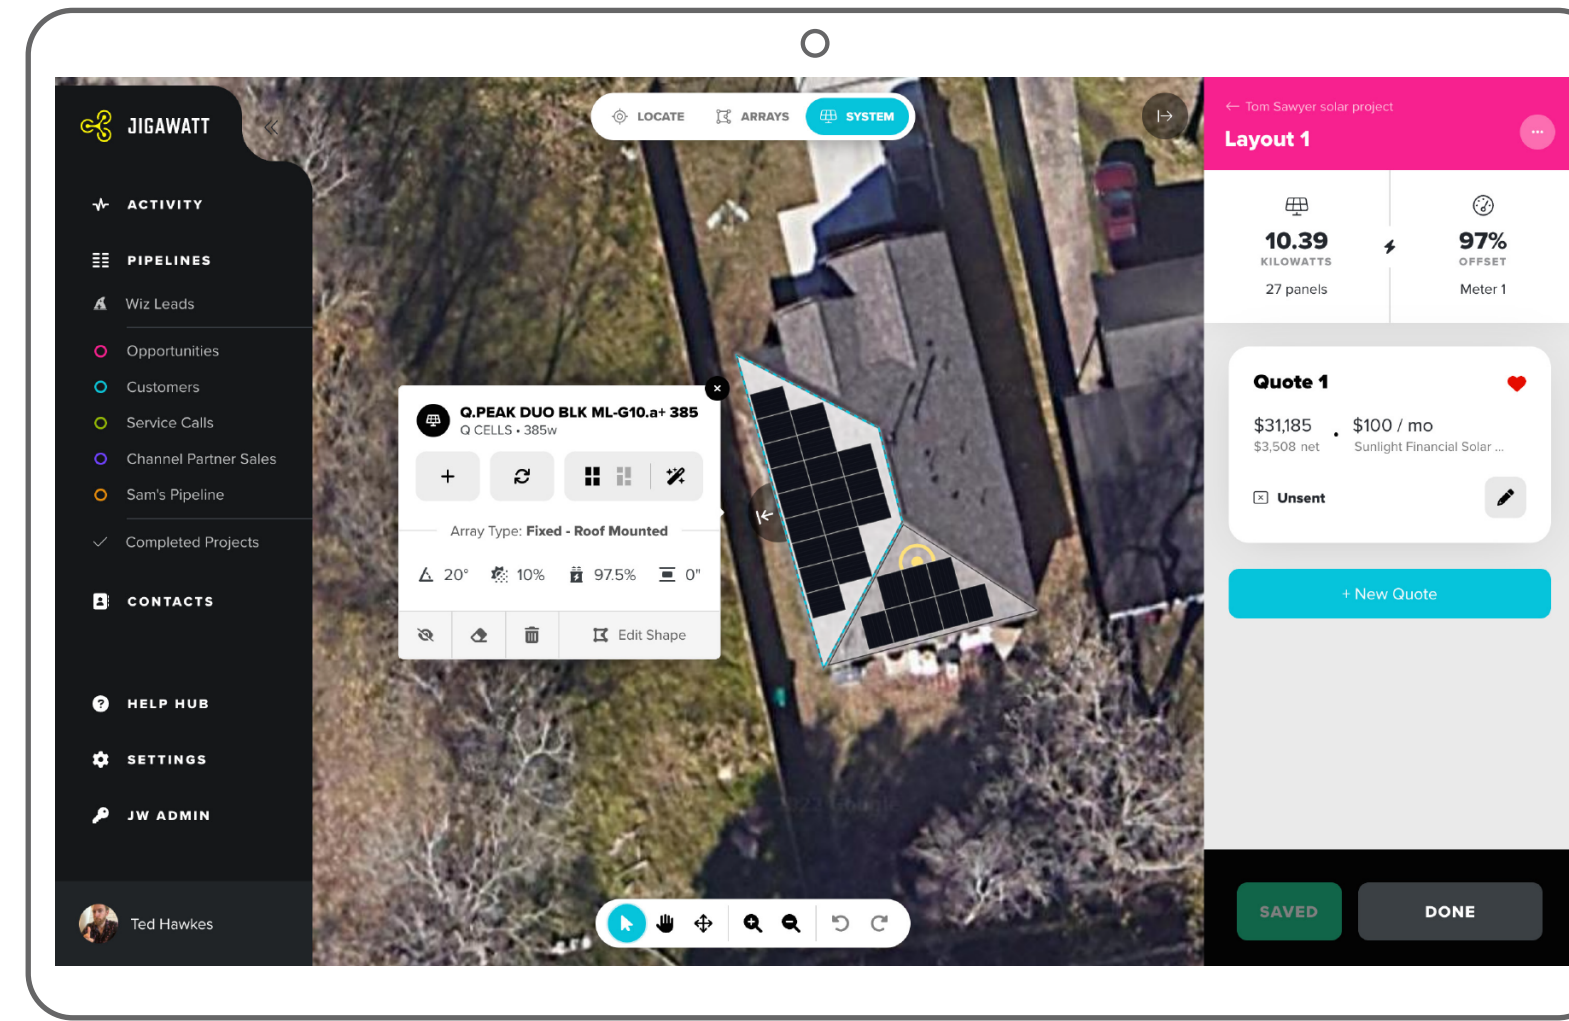 JIGAWATT
ACTIVITY
PIPELINES
Wiz Leads
Opportunities
Customers
Service Calls
Channel Partner Sales
Sam's Pipeline
Completed Projects
CONTACTS
HELP HUB
SETTINGS
JW ADMIN
Ted Hawkes
LOCATE
ARRAYS
SYSTEM
Q.PEAK DUO BLK ML-G10.a+ 385
Q CELLS • 385w
Array Type: Fixed - Roof Mounted
20° 10% 97.5% 0"
Edit Shape
← Tom Sawyer solar project
Layout 1
10.39
KILOWATTS
27 panels
97%
OFFSET
Meter 1
Quote 1
$31,185 • $100 / mo
$3,508 net Sunlight Financial Solar ...
Unsent
+ New Quote
SAVED
DONE